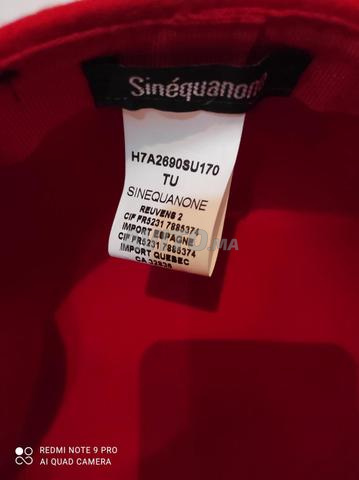 Sinéquanone
H7A2690SU170
TU
SINEQUANONE
REUVENS 2
CIF FR5231 7885374
IMPORT ESPAGNE
CIF FR5231 7885374
IMPORT QUEBEC
.MA
REDMI NOTE 9 PRO
AI QUAD CAMERA